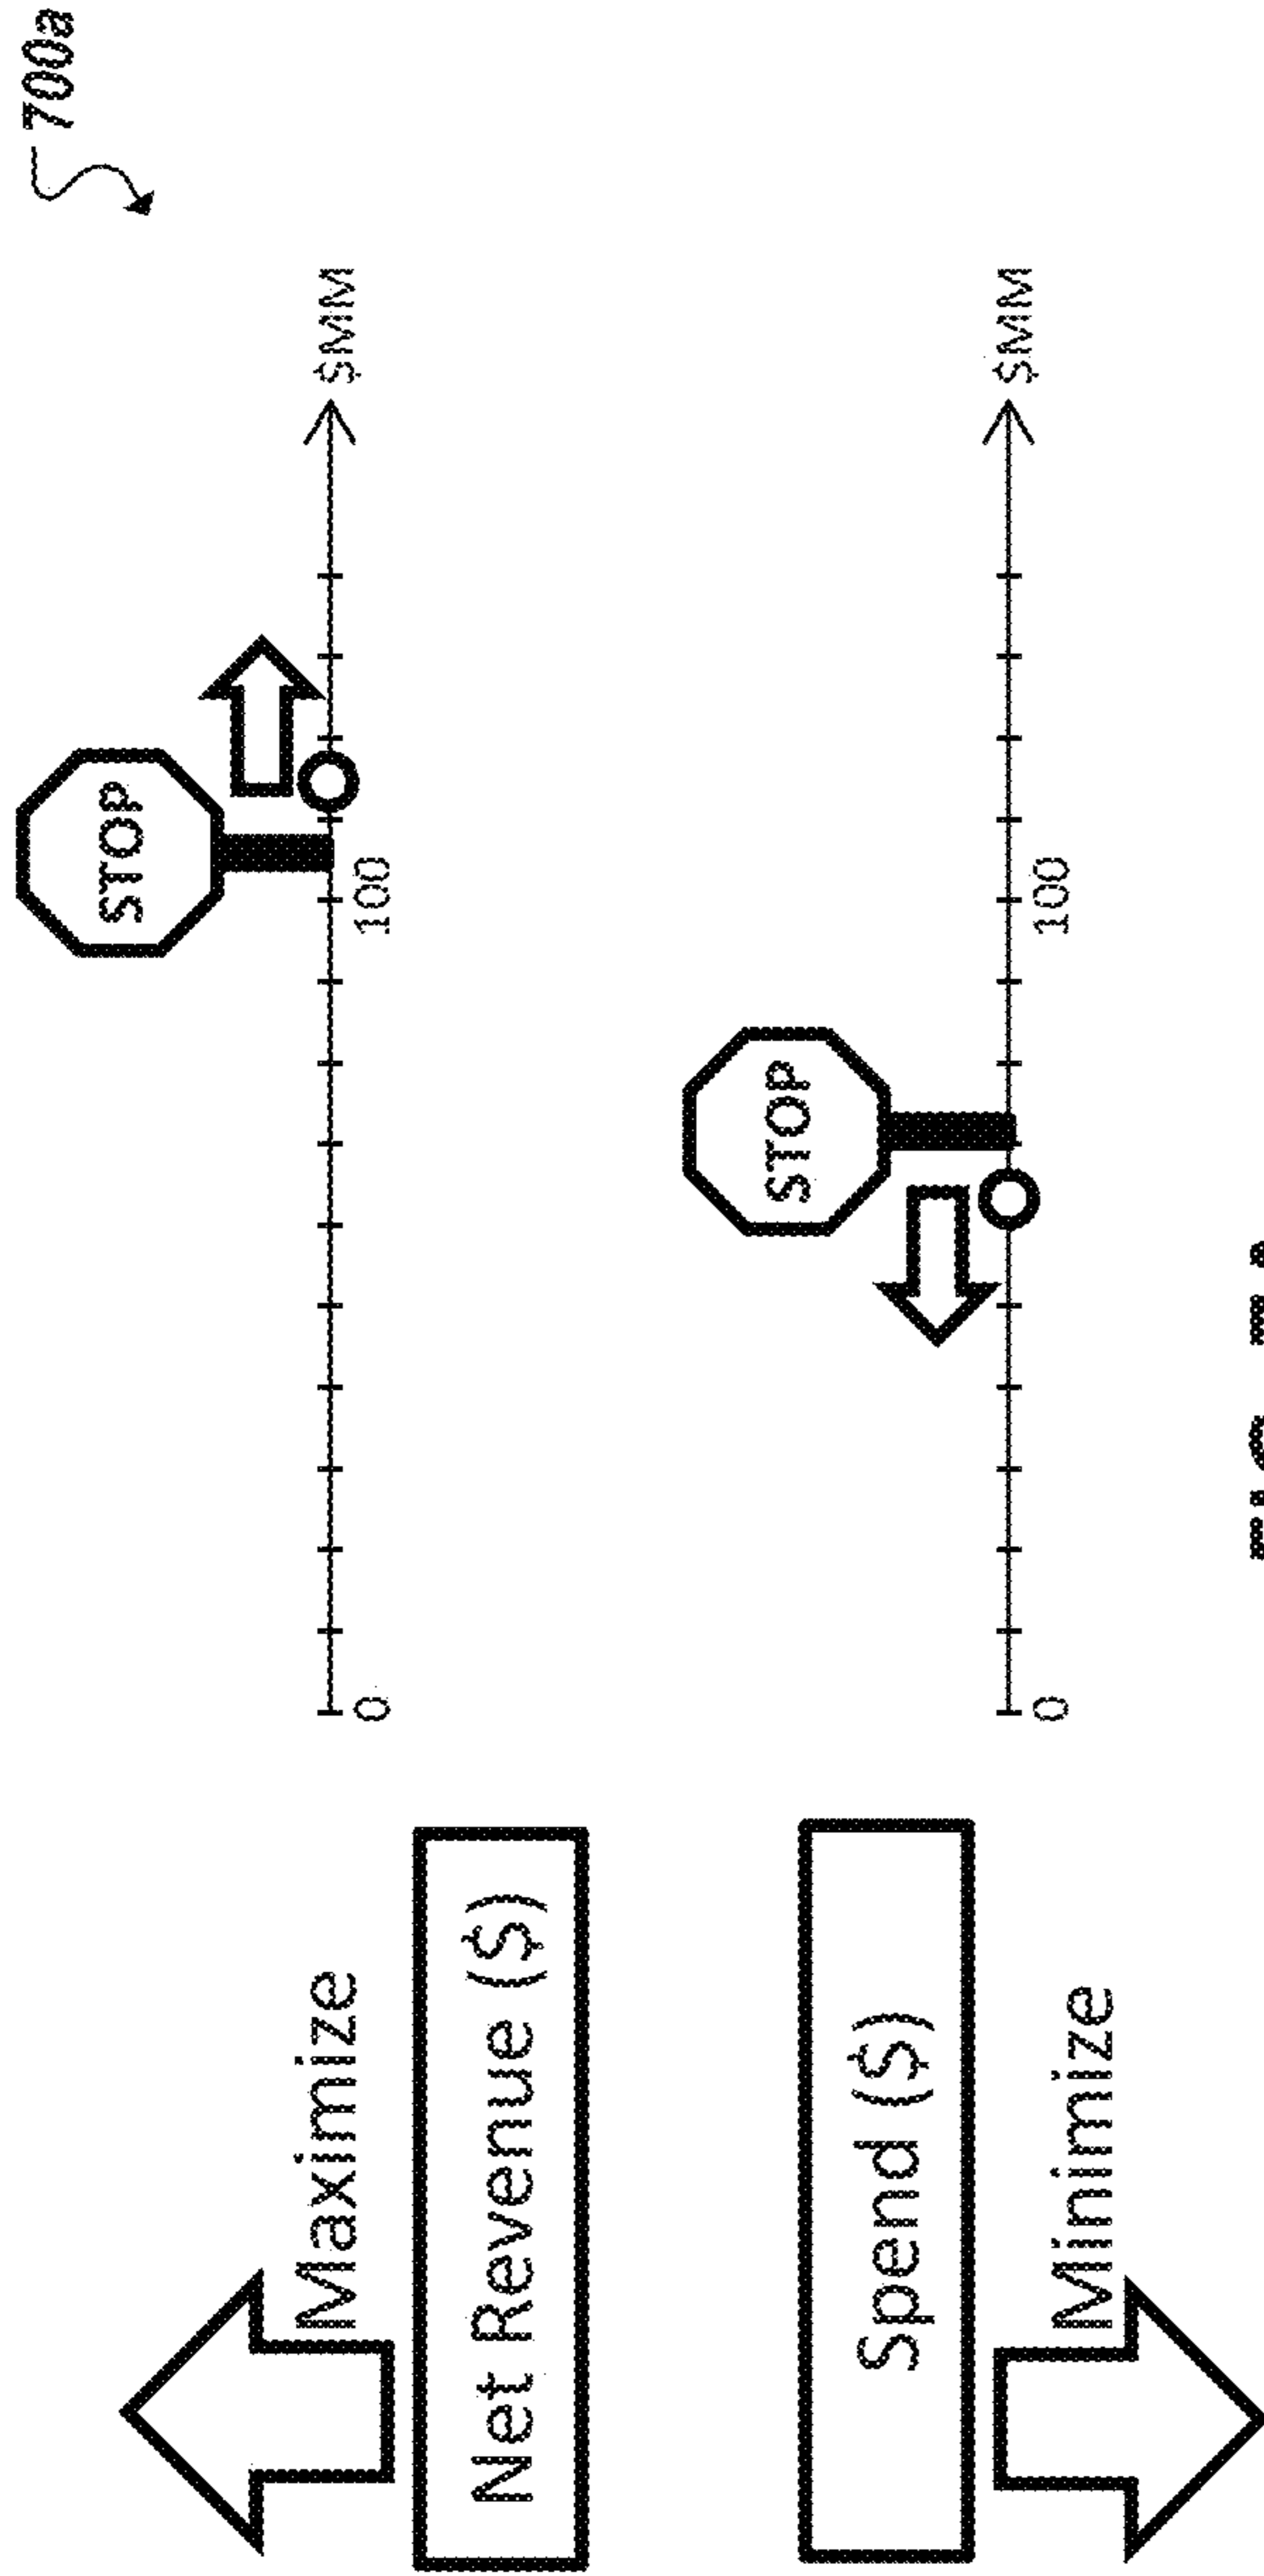 700a
STOP
$MM
0
100
Maximize
Net Revenue ($)
STOP
$MM
0
100
Spend ($)
Minimize